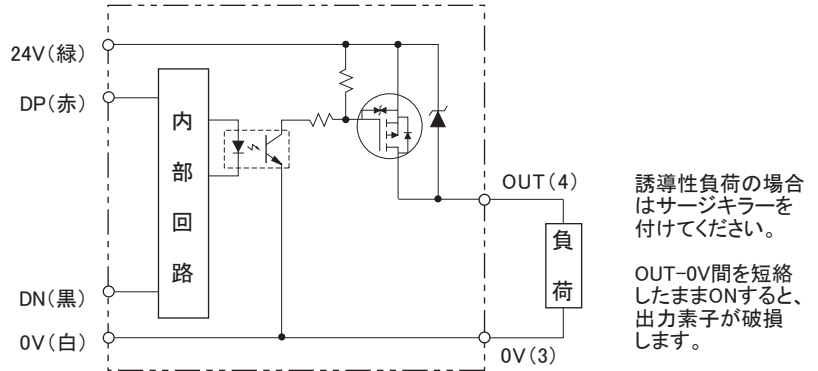 24V(緑)
DP(赤)
内部回路
DN(黒)
0V(白)
OUT(4)
負荷
0V(3)
誘導性負荷の場合
はサージキラーを
付けてください。
OUT-0V間を短絡
したままONすると、
出力素子が破損
します。